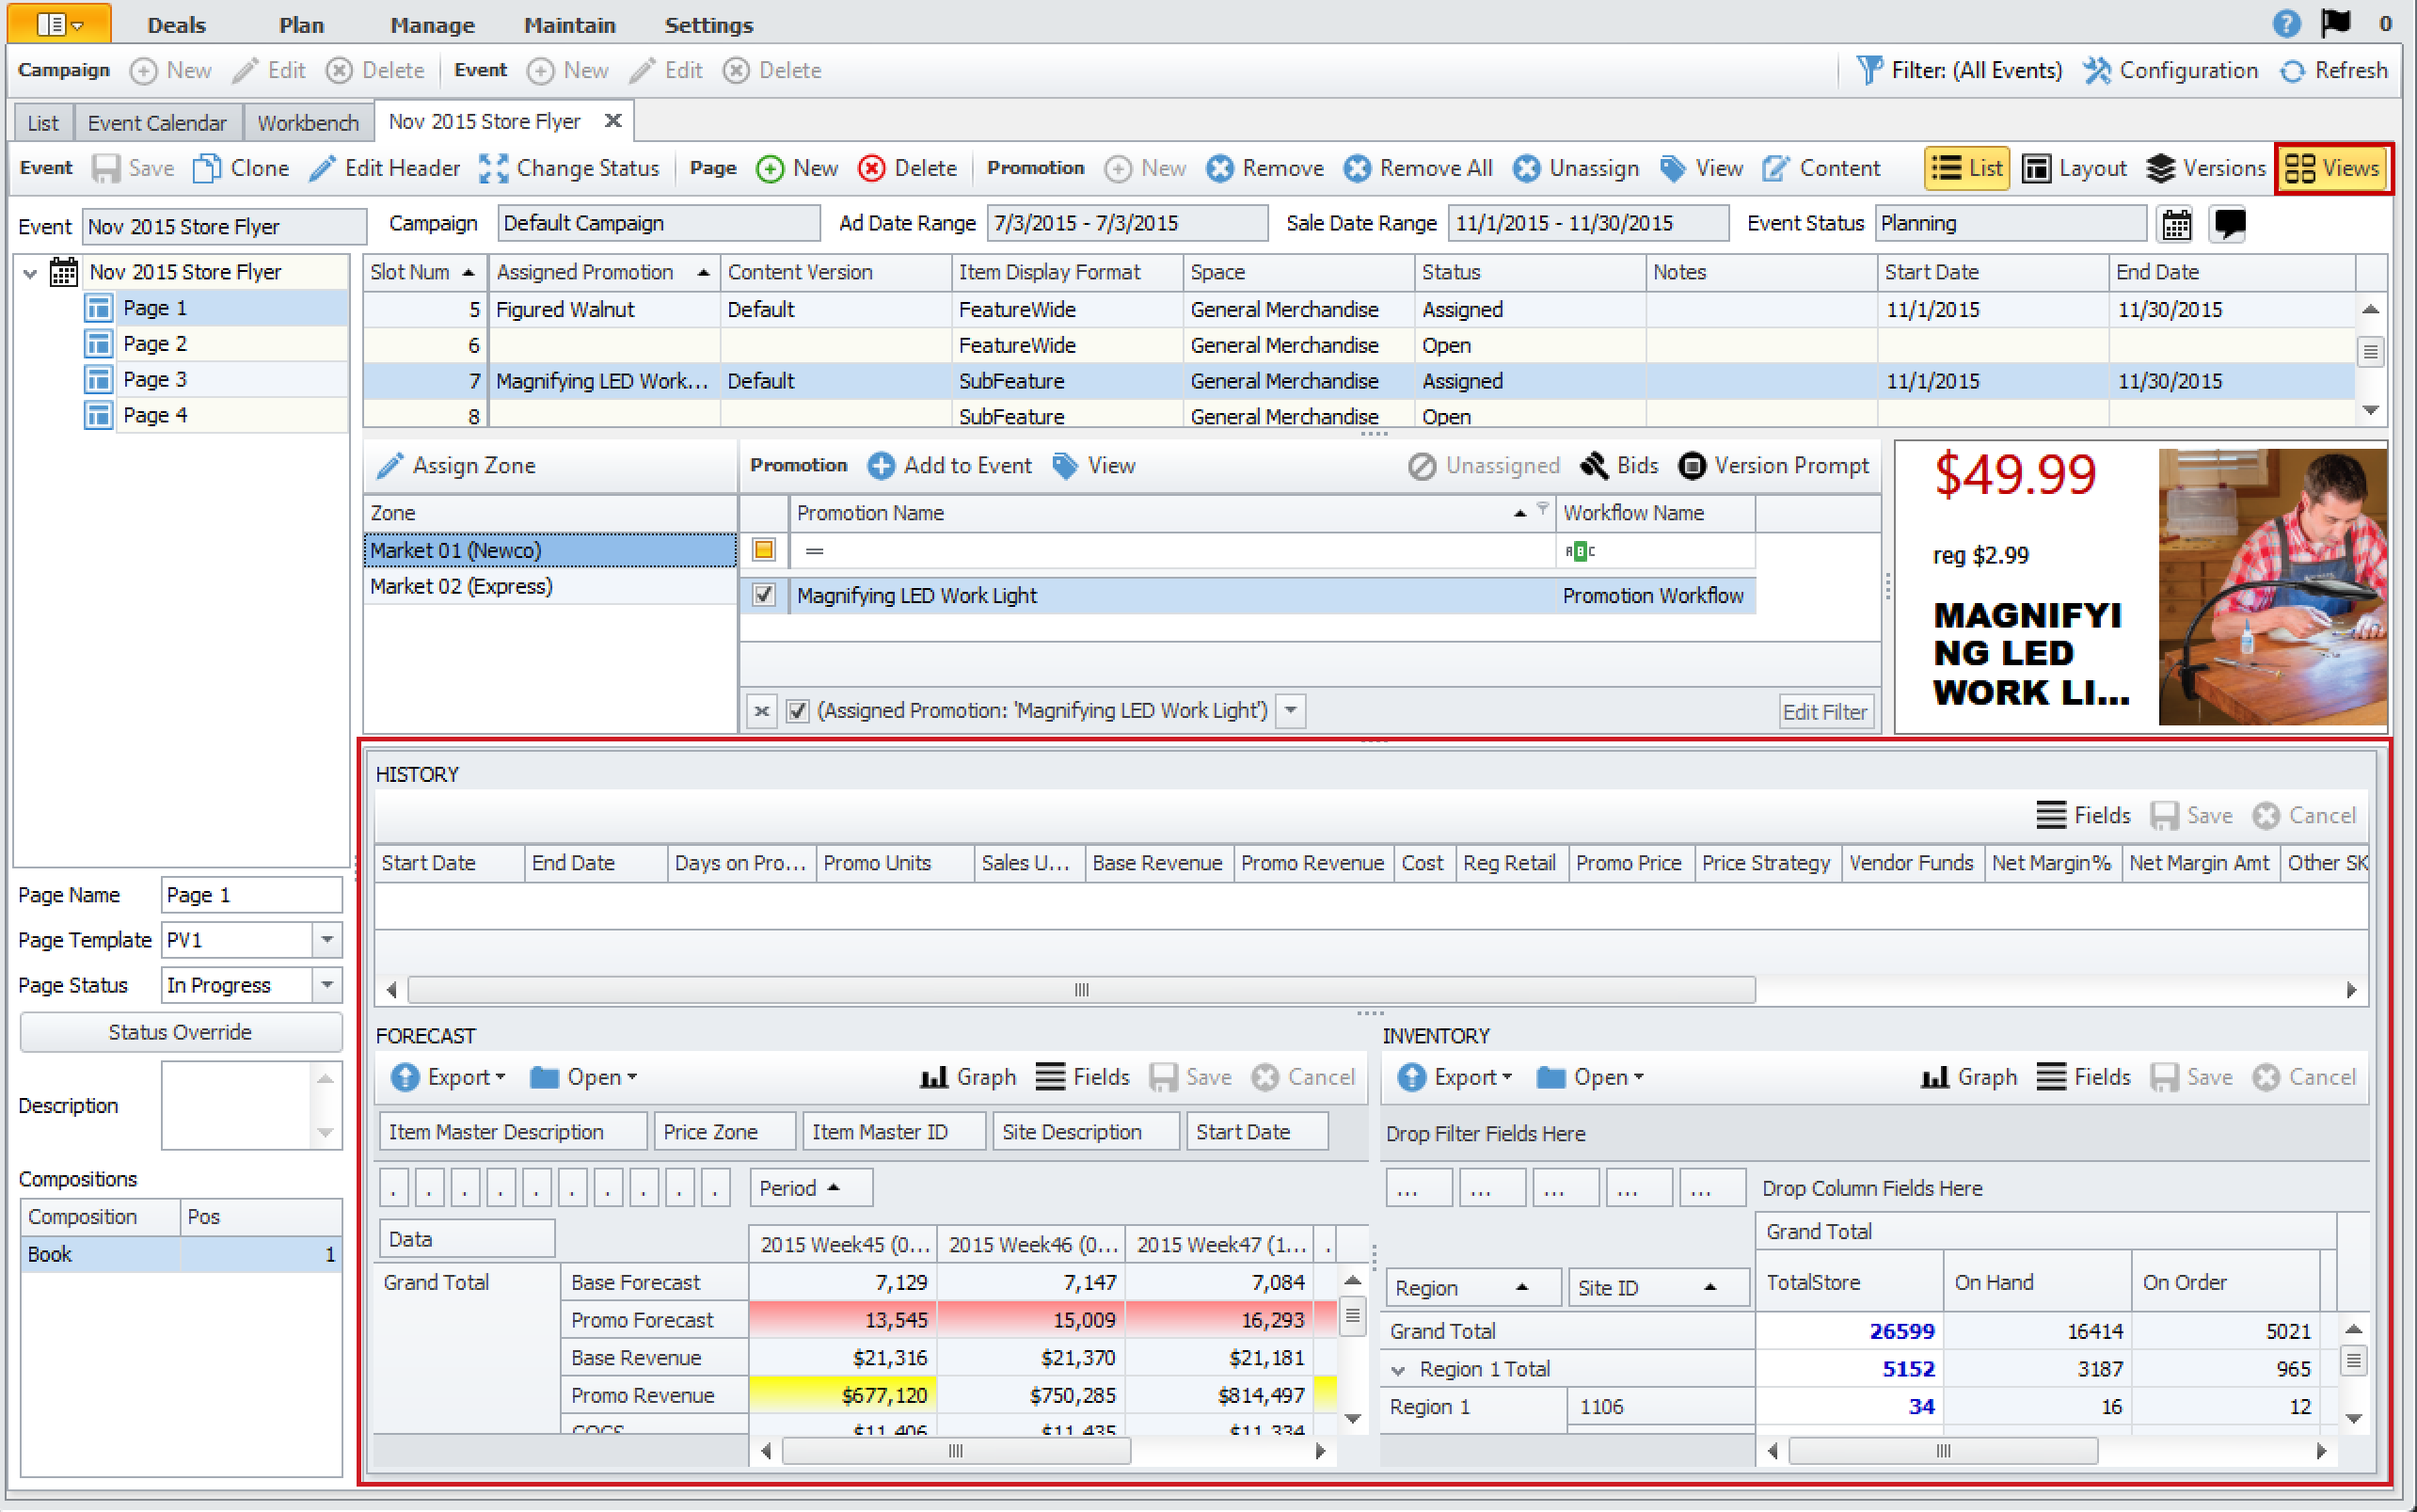 Deals Plan Manage Maintain Settings 0
Campaign New Edit Delete Event New Edit Delete Filter: (All Events) Configuration Refresh
List Event Calendar Workbench Nov 2015 Store Flyer
Event Save Clone Edit Header Change Status Page New Delete Promotion New Remove Remove All Unassign View Content List Layout Versions Views
Event Nov 2015 Store Flyer Campaign Default Campaign Ad Date Range 7/3/2015 - 7/3/2015 Sale Date Range 11/1/2015 - 11/30/2015 Event Status Planning
Nov 2015 Store Flyer
Page 1
Page 2
Page 3
Page 4
Slot Num Assigned Promotion Content Version Item Display Format Space Status Notes Start Date End Date
5 Figured Walnut Default FeatureWide General Merchandise Assigned 11/1/2015 11/30/2015
6 FeatureWide General Merchandise Open
7 Magnifying LED Work... Default SubFeature General Merchandise Assigned 11/1/2015 11/30/2015
8 SubFeature General Merchandise Open
Assign Zone
Zone
Market 01 (Newco)
Market 02 (Express)
Promotion Add to Event View Unassigned Bids Version Prompt
Promotion Name Workflow Name
= ABC
Magnifying LED Work Light Promotion Workflow
(Assigned Promotion: 'Magnifying LED Work Light') Edit Filter
$49.99
reg $2.99
MAGNIFYI
NG LED
WORK LI...
Page Name Page 1
Page Template PV1
Page Status In Progress
Status Override
Description
Compositions
Composition Pos
Book 1
HISTORY
Fields Save Cancel
Start Date End Date Days on Pro... Promo Units Sales U... Base Revenue Promo Revenue Cost Reg Retail Promo Price Price Strategy Vendor Funds Net Margin% Net Margin Amt Other SK
FORECAST
Export Open Graph Fields Save Cancel
Item Master Description Price Zone Item Master ID Site Description Start Date
. . . . . . . . . . Period
Data
2015 Week45 (0... 2015 Week46 (0... 2015 Week47 (1... .
Grand Total Base Forecast 7,129 7,147 7,084
Promo Forecast 13,545 15,009 16,293
Base Revenue $21,316 $21,370 $21,181
Promo Revenue $677,120 $750,285 $814,497
COGS $11,406 $11,435 $11,334
INVENTORY
Export Open Graph Fields Save Cancel
Drop Filter Fields Here
... ... ... ... ... Drop Column Fields Here
Grand Total
Region Site ID TotalStore On Hand On Order
Grand Total 26599 16414 5021
Region 1 Total 5152 3187 965
Region 1 1106 34 16 12